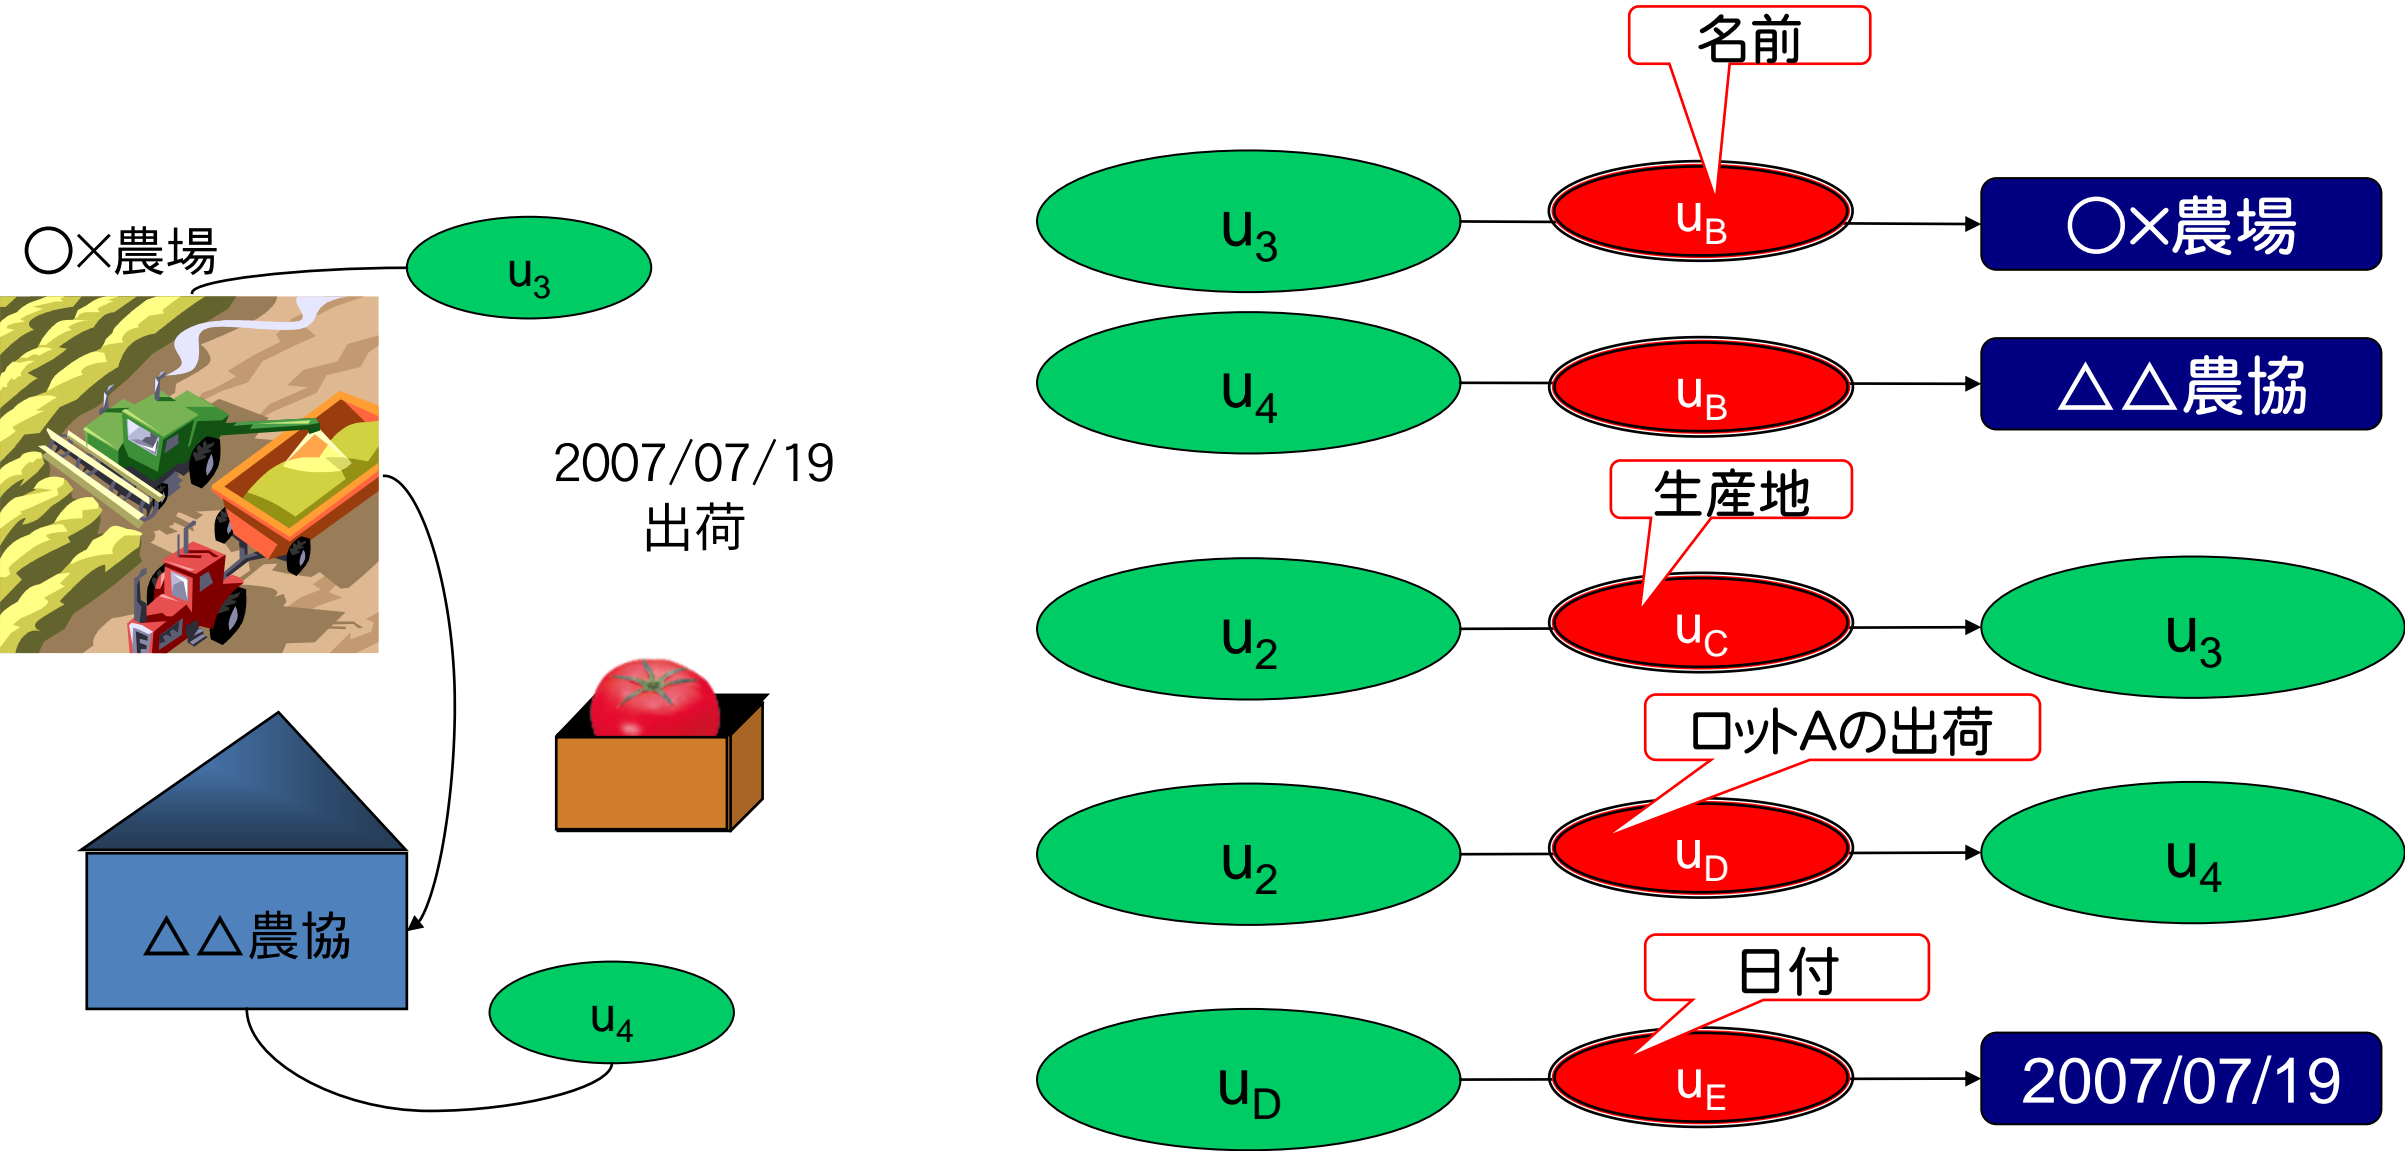 ○×農場
u3
2007/07/19
出荷
△△農協
u4
名前
u3
uB
○×農場
u4
uB
△△農協
生産地
u2
uC
u3
ロットAの出荷
u2
uD
u4
日付
uD
uE
2007/07/19